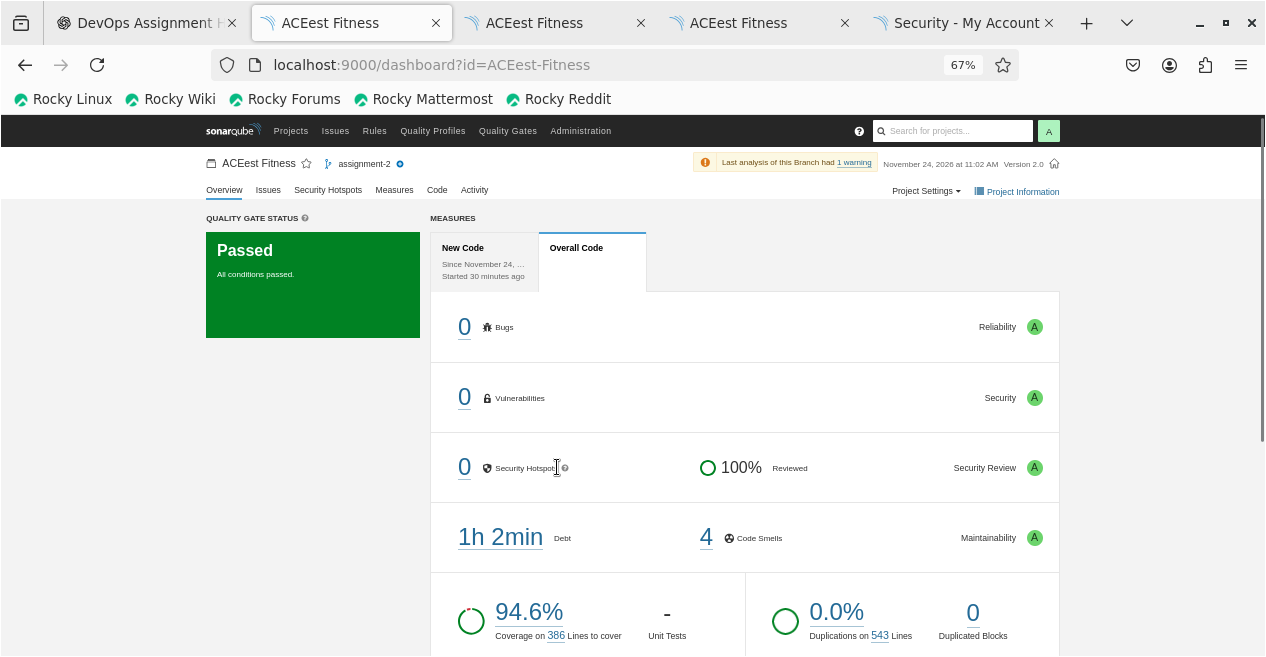 DevOps Assignment H
ACEest Fitness
ACEest Fitness
ACEest Fitness
Security - My Account
localhost:9000/dashboard?id=ACEest-Fitness
67%
Rocky Linux Rocky Wiki Rocky Forums Rocky Mattermost Rocky Reddit
sonarqube Projects Issues Rules Quality Profiles Quality Gates Administration ? Search for projects... A
ACEest Fitness assignment-2 Last analysis of this Branch had 1 warning November 24, 2026 at 11:02 AM Version 2.0
Overview Issues Security Hotspots Measures Code Activity Project Settings Project Information
QUALITY GATE STATUS ?
Passed
All conditions passed.
MEASURES
New Code
Since November 24, ...
Started 30 minutes ago
Overall Code
0 Bugs Reliability A
0 Vulnerabilities Security A
0 Security Hotspots ? 100% Reviewed Security Review A
1h 2min Debt 4 Code Smells Maintainability A
94.6%
Coverage on 386 Lines to cover
-
Unit Tests
0.0%
Duplications on 543 Lines
0
Duplicated Blocks